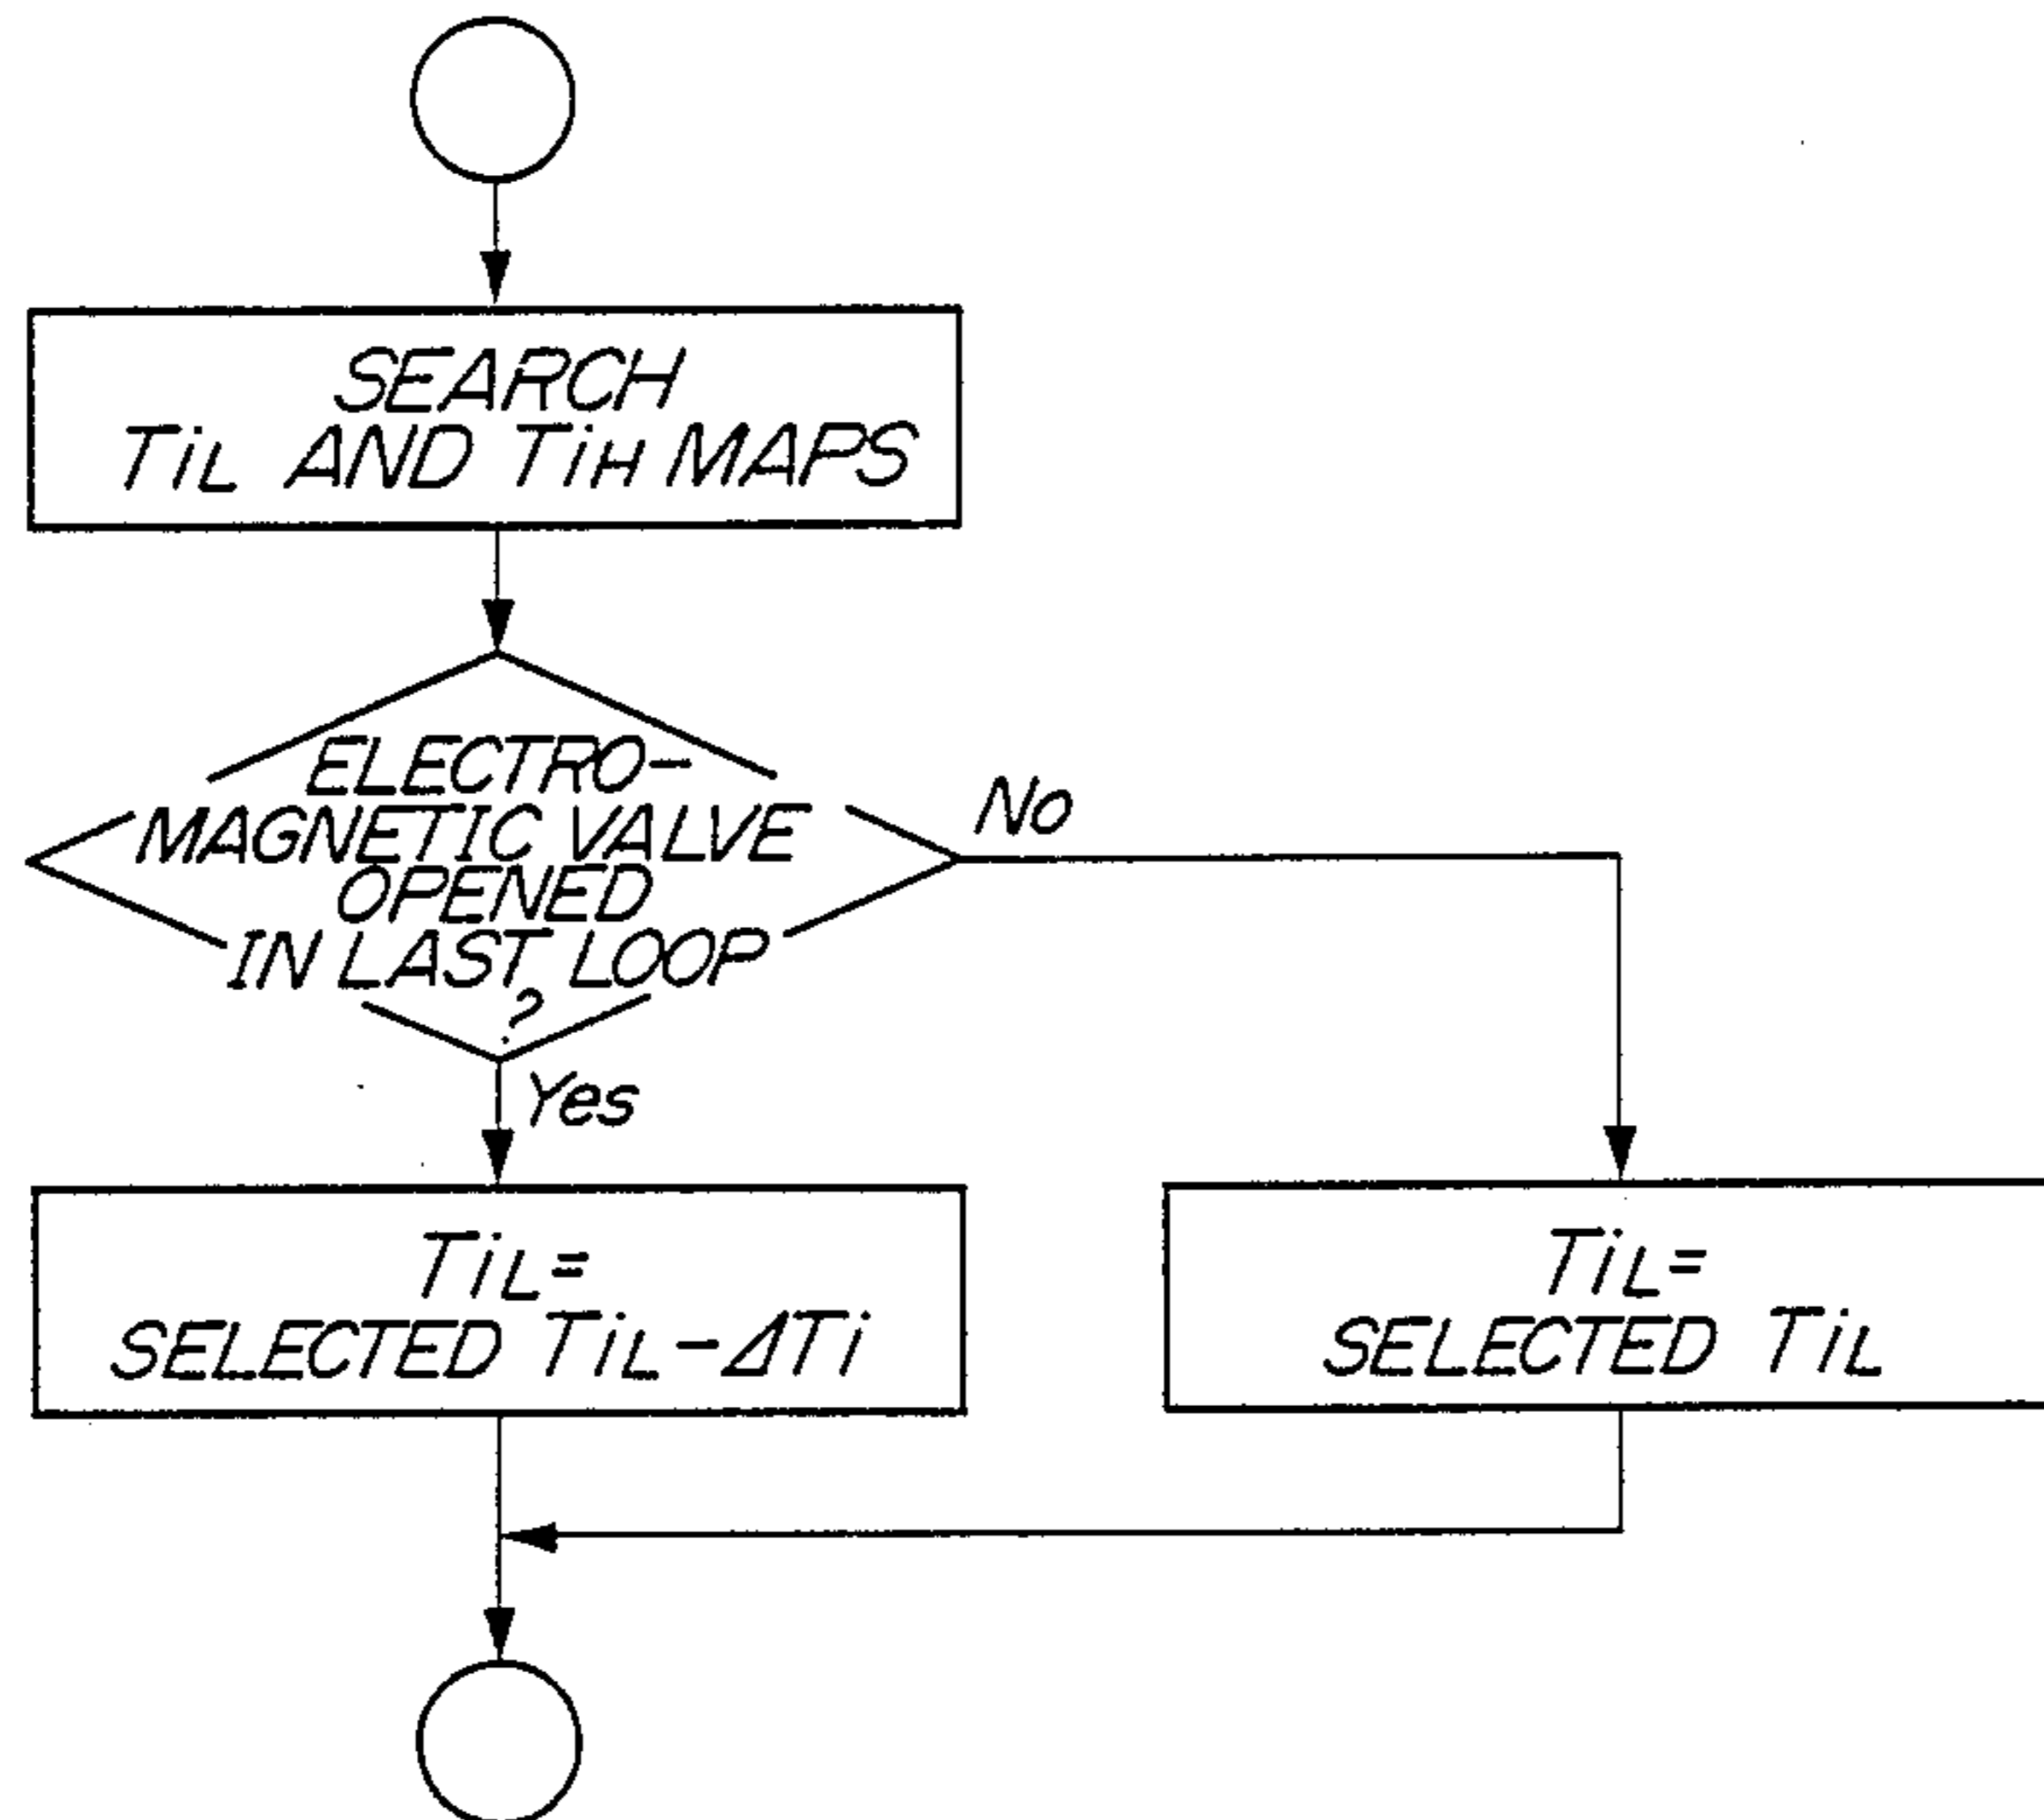 SEARCH
TiL AND TiH MAPS
ELECTRO-
MAGNETIC VALVE
OPENED
IN LAST LOOP
?
No
Yes
TiL=
SELECTED TiL-ΔTi
TiL=
SELECTED TiL